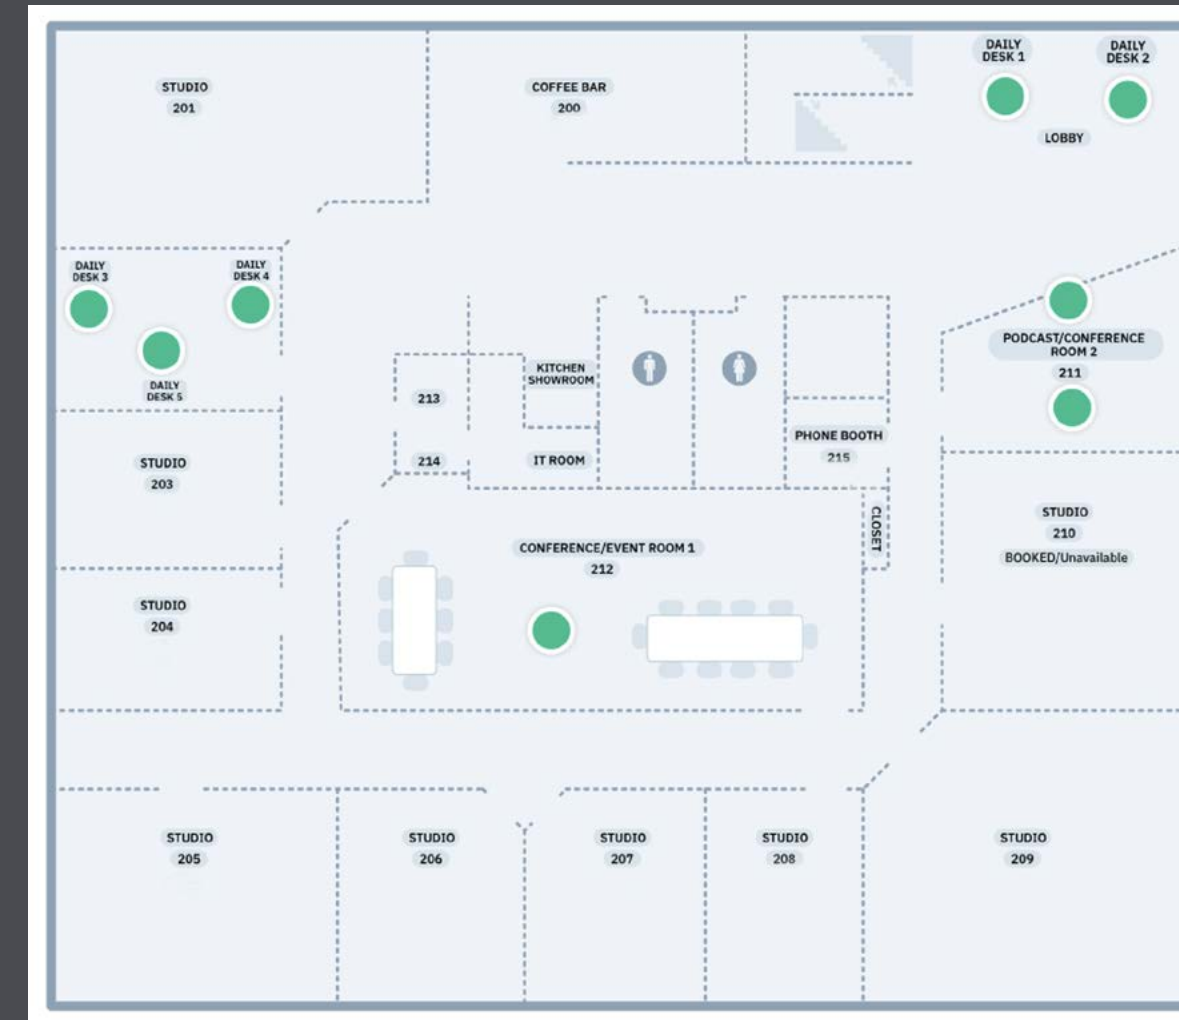 DAILY
DESK 1
DAILY
DESK 2
LOBBY
STUDIO
201
COFFEE BAR
200
DAILY
DESK 3
DAILY
DESK 4
DAILY
DESK 5
KITCHEN
SHOWROOM
213
214
IT ROOM
PHONE BOOTH
215
PODCAST/CONFERENCE
ROOM 2
211
STUDIO
203
CLOSET
STUDIO
210
BOOKED/Unavailable
CONFERENCE/EVENT ROOM 1
212
STUDIO
204
STUDIO
205
STUDIO
206
STUDIO
207
STUDIO
208
STUDIO
209